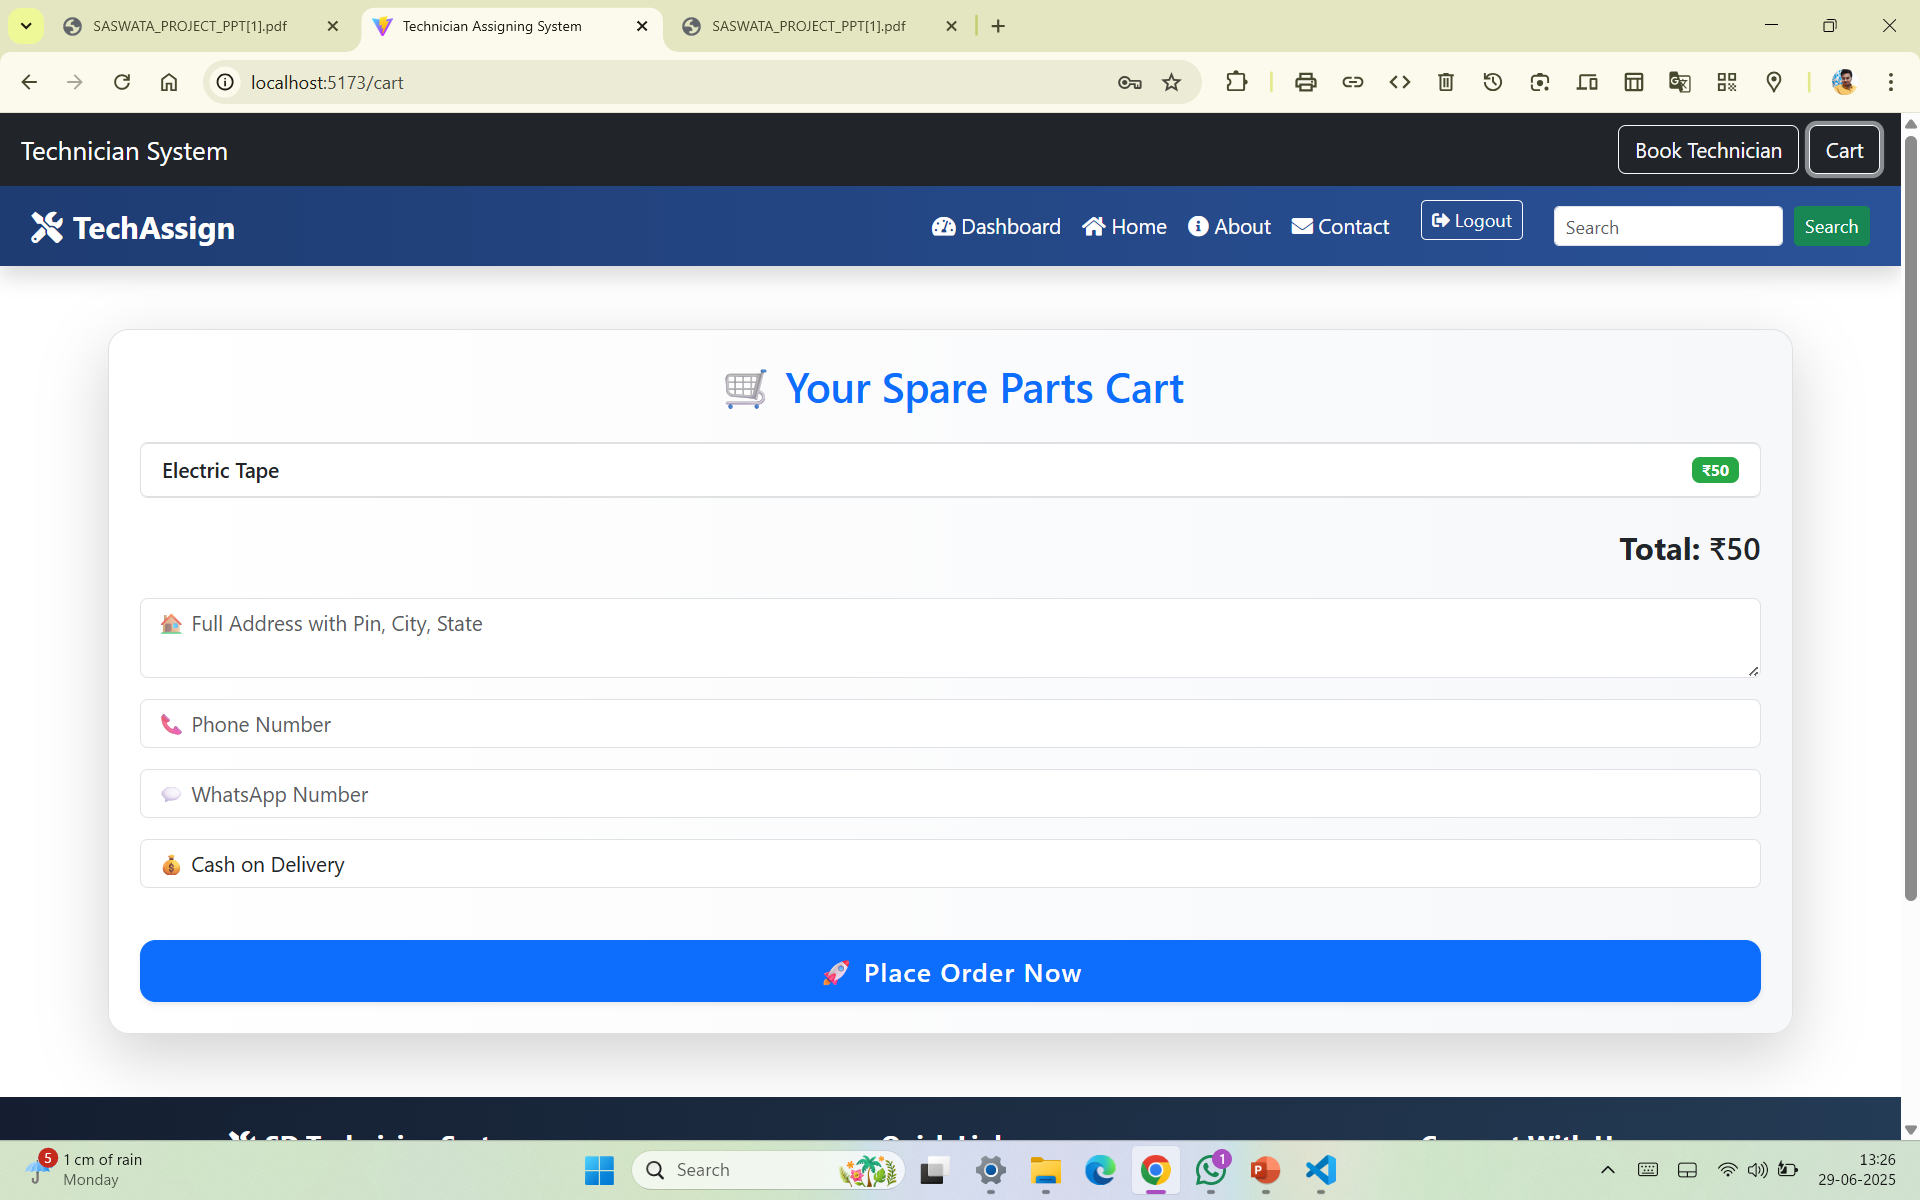 SASWATA_PROJECT_PPT[1].pdf
Technician Assigning System
SASWATA_PROJECT_PPT[1].pdf
localhost:5173/cart
Technician System
Book Technician
Cart
TechAssign
Dashboard
Home
About
Contact
Logout
Search
Search
Your Spare Parts Cart
Electric Tape
₹50
Total: ₹50
Full Address with Pin, City, State
Phone Number
WhatsApp Number
Cash on Delivery
Place Order Now
5
1 cm of rain
Monday
Search
1
13:26
29-06-2025